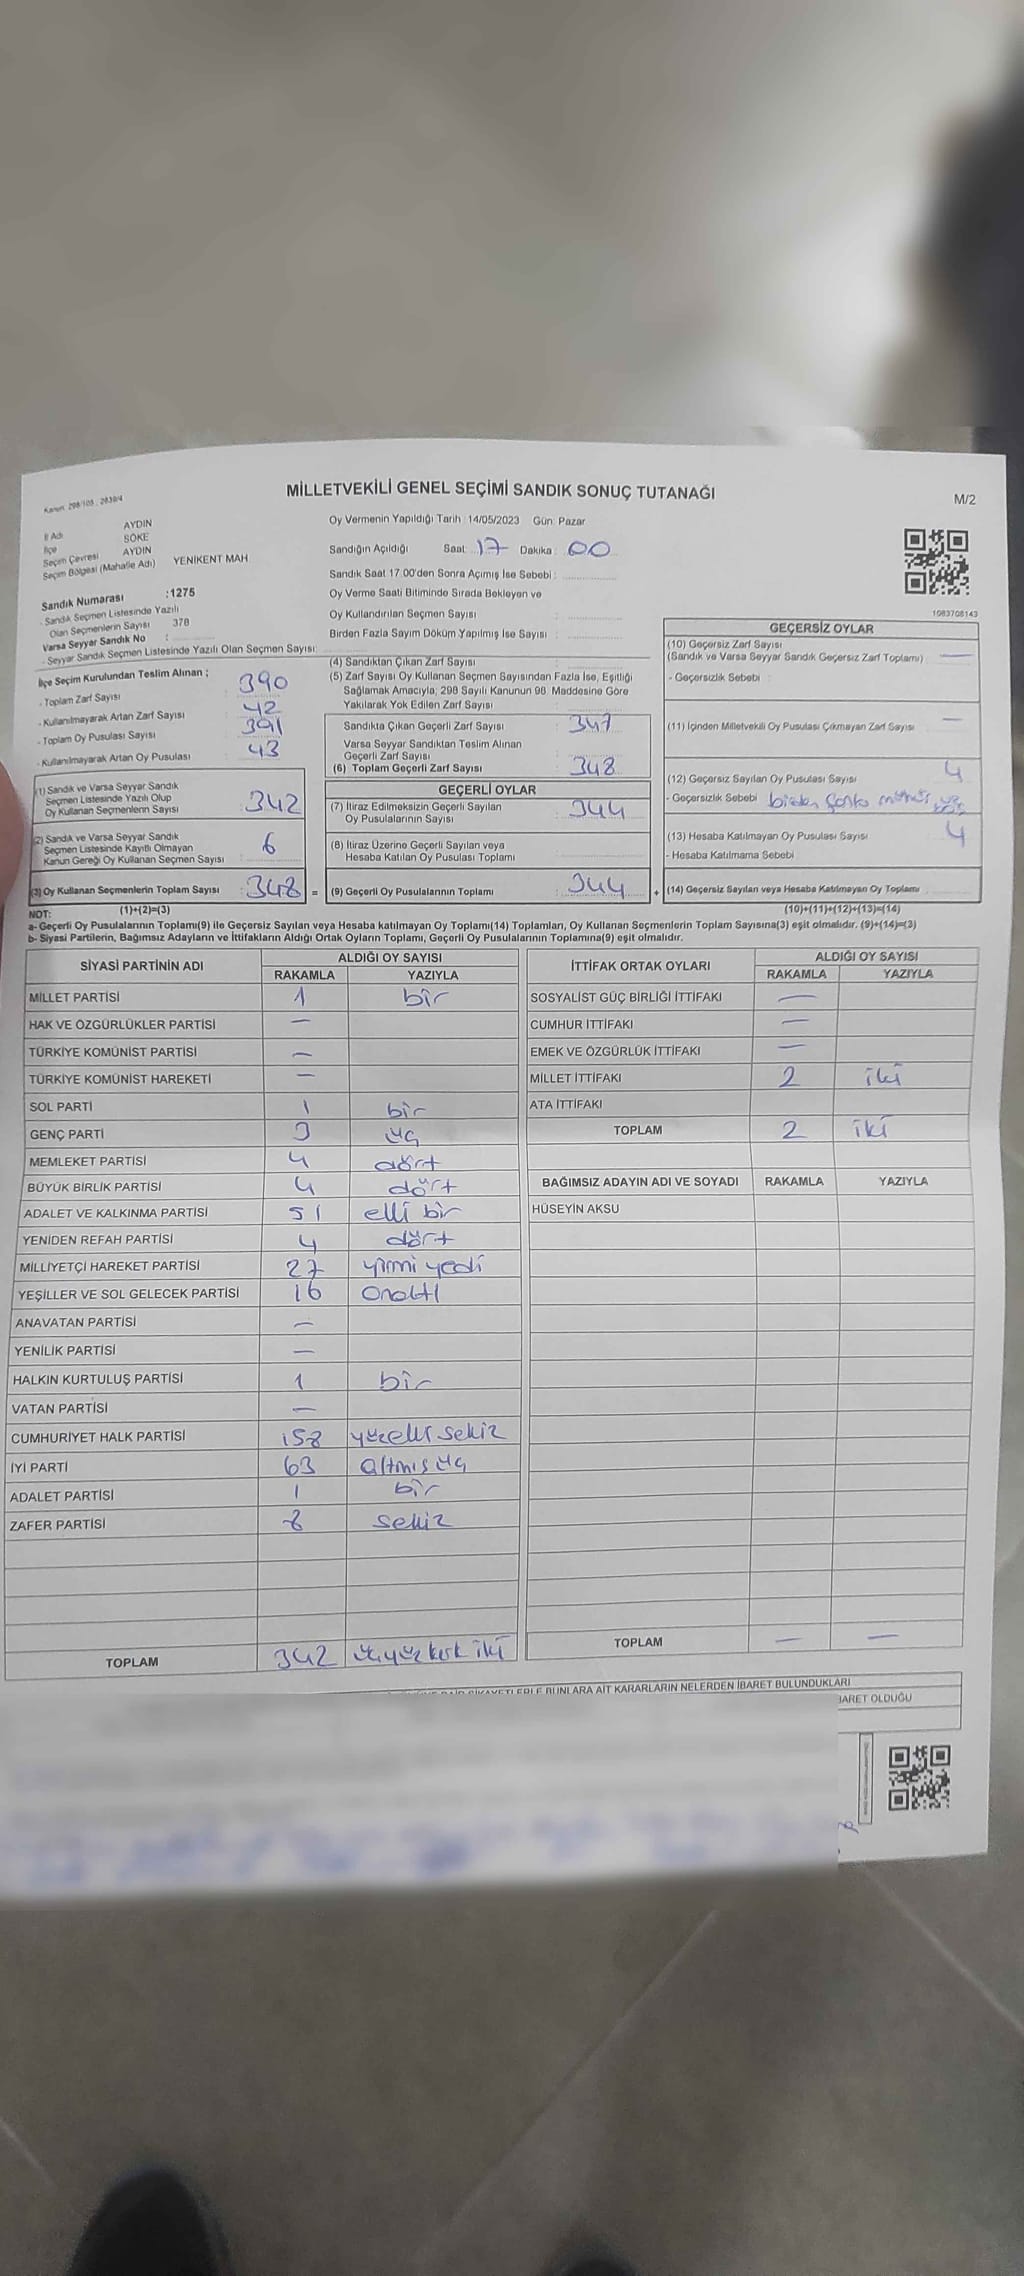 Kanun: 298/105 , 2839/4
MİLLETVEKİLİ GENEL SEÇİMİ SANDIK SONUÇ TUTANAĞI
M/2
İl Adı AYDIN
İlçe SÖKE
Seçim Çevresi AYDIN
Seçim Bölgesi (Mahalle Adı) YENİKENT MAH
Sandık Numarası :1275
- Sandık Seçmen Listesinde Yazılı
Olan Seçmenlerin Sayısı 378
Varsa Seyyar Sandık No :
- Seyyar Sandık Seçmen Listesinde Yazılı Olan Seçmen Sayısı:
Oy Vermenin Yapıldığı Tarih :14/05/2023 Gün: Pazar
Sandığın Açıldığı Saat: 17 Dakika: 00
Sandık Saat 17:00'den Sonra Açımış İse Sebebi :
Oy Verme Saati Bitiminde Sırada Bekleyan ve
Oy Kullandırılan Seçmen Sayısı :
Birden Fazla Sayım Döküm Yapılmış İse Sayısı :
1083708143
İlçe Seçim Kurulundan Teslim Alınan ;
- Toplam Zarf Sayısı : 390
- Kullanılmayarak Artan Zarf Sayısı : 42
- Toplam Oy Pusulası Sayısı : 391
- Kullanılmayarak Artan Oy Pusulası : 43
(1) Sandık ve Varsa Seyyar Sandık
Seçmen Listesinde Yazılı Olup
Oy Kullanan Seçmenlerin Sayısı : 342
(2) Sandık ve Varsa Seyyar Sandık
Seçmen Listesinde Kayıtlı Olmayan
Kanun Gereği Oy Kullanan Seçmen Sayısı : 6
(3) Oy Kullanan Seçmenlerin Toplam Sayısı : 348 =
(1)+(2)=(3)
(4) Sandıktan Çıkan Zarf Sayısı :
(5) Zarf Sayısı Oy Kullanan Seçmen Sayısından Fazla İse, Eşitliği
Sağlamak Amacıyla, 298 Sayılı Kanunun 98. Maddesine Göre
Yakılarak Yok Edilen Zarf Sayısı :
Sandıkta Çıkan Geçerli Zarf Sayısı : 347
Varsa Seyyar Sandıktan Teslim Alınan
Geçerli Zarf Sayısı :
(6) Toplam Geçerli Zarf Sayısı : 348
GEÇERLİ OYLAR
(7) İtiraz Edilmeksizin Geçerli Sayılan
Oy Pusulalarının Sayısı : 344
(8) İtiraz Üzerine Geçerli Sayılan veya
Hesaba Katılan Oy Pusulası Toplamı :
(9) Geçerli Oy Pusulalarının Toplamı : 344 +
GEÇERSİZ OYLAR
(10) Geçersiz Zarf Sayısı
(Sandık ve Varsa Seyyar Sandık Geçersiz Zarf Toplamı) : —
- Geçersizlik Sebebi :
(11) İçinden Milletvekili Oy Pusulası Çıkmayan Zarf Sayısı : —
(12) Geçersiz Sayılan Oy Pusulası Sayısı : 4
- Geçersizlik Sebebi birden fazla mühür
(13) Hesaba Katılmayan Oy Pusulası Sayısı : 4
- Hesaba Katılmama Sebebi
(14) Geçersiz Sayılan veya Hesaba Katılmayan Oy Toplamı :
(10)+(11)+(12)+(13)=(14)
NOT:
a- Geçerli Oy Pusulalarının Toplamı(9) ile Geçersiz Sayılan veya Hesaba katılmayan Oy Toplamı(14) Toplamları, Oy Kullanan Seçmenlerin Toplam Sayısına(3) eşit olmalıdır. (9)+(14)=(3)
b- Siyasi Partilerin, Bağımsız Adayların ve İttifakların Aldığı Ortak Oyların Toplamı, Geçerli Oy Pusulalarının Toplamına(9) eşit olmalıdır.
SİYASİ PARTİNİN ADI ALDIĞI OY SAYISI
RAKAMLA YAZIYLA
MİLLET PARTİSİ 1 bir
HAK VE ÖZGÜRLÜKLER PARTİSİ —
TÜRKİYE KOMÜNİST PARTİSİ —
TÜRKİYE KOMÜNİST HAREKETİ —
SOL PARTİ 1 bir
GENÇ PARTİ 3 üç
MEMLEKET PARTİSİ 4 dört
BÜYÜK BİRLİK PARTİSİ 4 dört
ADALET VE KALKINMA PARTİSİ 51 elli bir
YENİDEN REFAH PARTİSİ 4 dört
MİLLİYETÇİ HAREKET PARTİSİ 27 yirmi yedi
YEŞİLLER VE SOL GELECEK PARTİSİ 16 Onaltı
ANAVATAN PARTİSİ —
YENİLİK PARTİSİ —
HALKIN KURTULUŞ PARTİSİ 1 bir
VATAN PARTİSİ —
CUMHURİYET HALK PARTİSİ 158 yüzelli sekiz
İYİ PARTİ 63 altmış üç
ADALET PARTİSİ 1 bir
ZAFER PARTİSİ 8 sekiz
TOPLAM 342 üçyüz kırk iki
İTTİFAK ORTAK OYLARI ALDIĞI OY SAYISI
RAKAMLA YAZIYLA
SOSYALİST GÜÇ BİRLİĞİ İTTİFAKI —
CUMHUR İTTİFAKI —
EMEK VE ÖZGÜRLÜK İTTİFAKI —
MİLLET İTTİFAKI 2 iki
ATA İTTİFAKI
TOPLAM 2 iki
BAĞIMSIZ ADAYIN ADI VE SOYADI RAKAMLA YAZIYLA
HÜSEYİN AKSU
TOPLAM — —
ŞİKAYETLERLE BUNLARA AİT KARARLARIN NELERDEN İBARET BULUNDUKLARI
BARET OLDUĞU